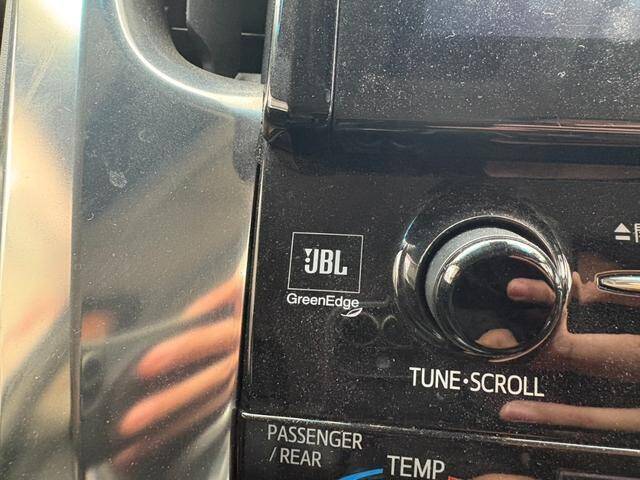 JBL
GreenEdge
TUNE•SCROLL
PASSENGER
/ REAR
TEMP